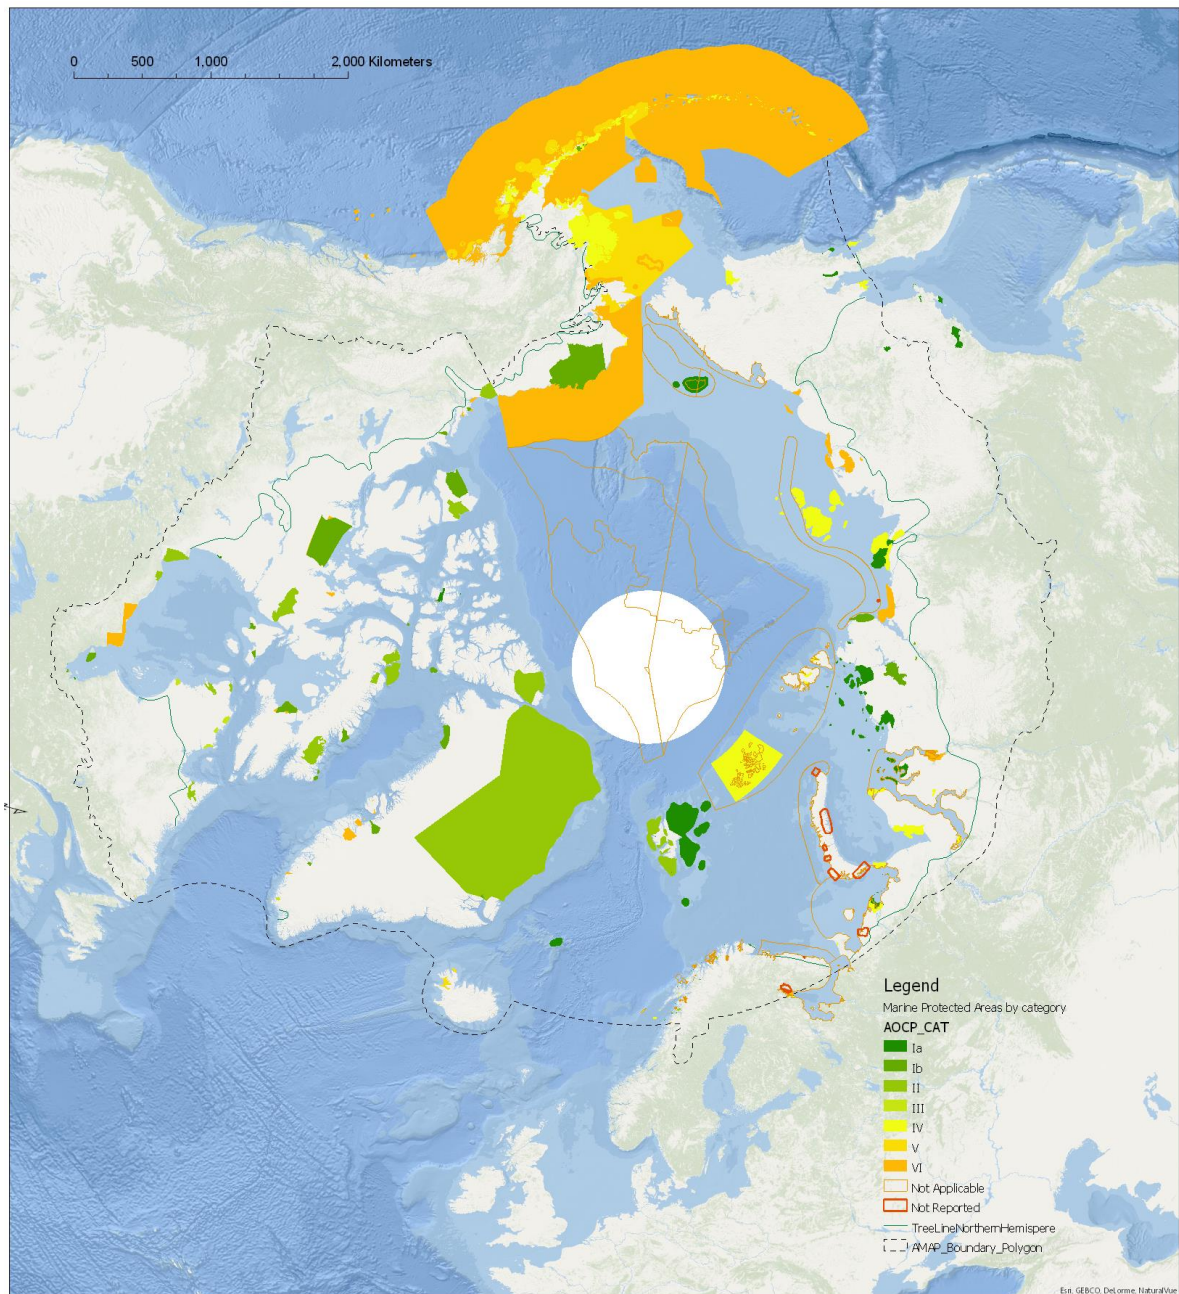 0 500 1,000 2,000 Kilometers
Legend
Marine Protected Areas by category
AOCP_CAT
Ia
Ib
II
III
IV
V
VI
Not Applicable
Not Reported
TreeLineNorthernHemispere
AMAP_Boundary_Polygon
Esri, GEBCO, DeLorme, NaturalVue